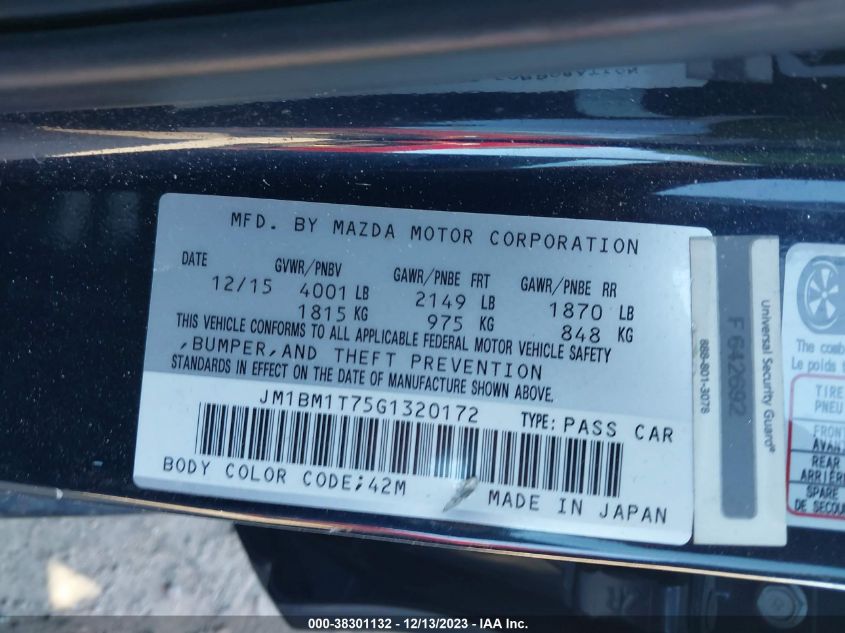 CORPORATION
MFD. BY MAZDA MOTOR CORPORATION
DATE GVWR/PNBV GAWR/PNBE FRT GAWR/PNBE RR
12/15 4001 LB 2149 LB 1870 LB
1815 KG 975 KG 848 KG
THIS VEHICLE CONFORMS TO ALL APPLICABLE FEDERAL MOTOR VEHICLE SAFETY
,BUMPER,AND THEFT PREVENTION
STANDARDS IN EFFECT ON THE DATE OF MANUFACTURE SHOWN ABOVE.
JM1BM1T75G1320172 TYPE: PASS CAR
BODY COLOR CODE;42M MADE IN JAPAN
Universal Security Guard®
F 642092
888-801-3078
The comb
Le poids
TIRE
PNEU
FRONT
AVAN
REAR
ARRIÈRE
SPARE
DE SECOU
000-38301132 - 12/13/2023 - IAA Inc.